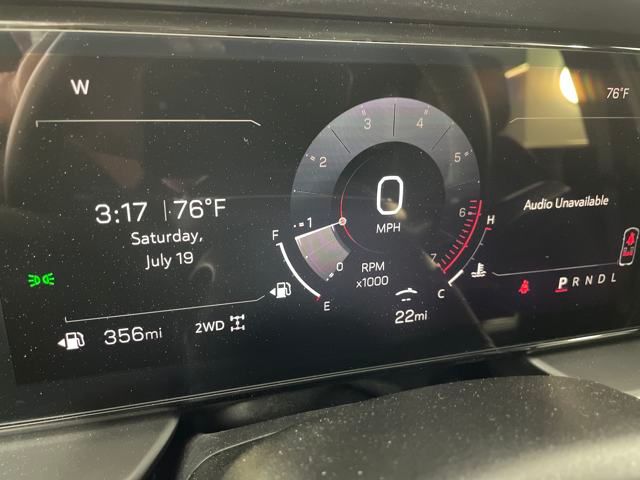 W
76°F
3:17 | 76°F
Saturday,
July 19
356mi
2WD
0
1
2
3
4
5
6
7
0
MPH
RPM
x1000
F
E
H
C
22mi
Audio Unavailable
P R N D L